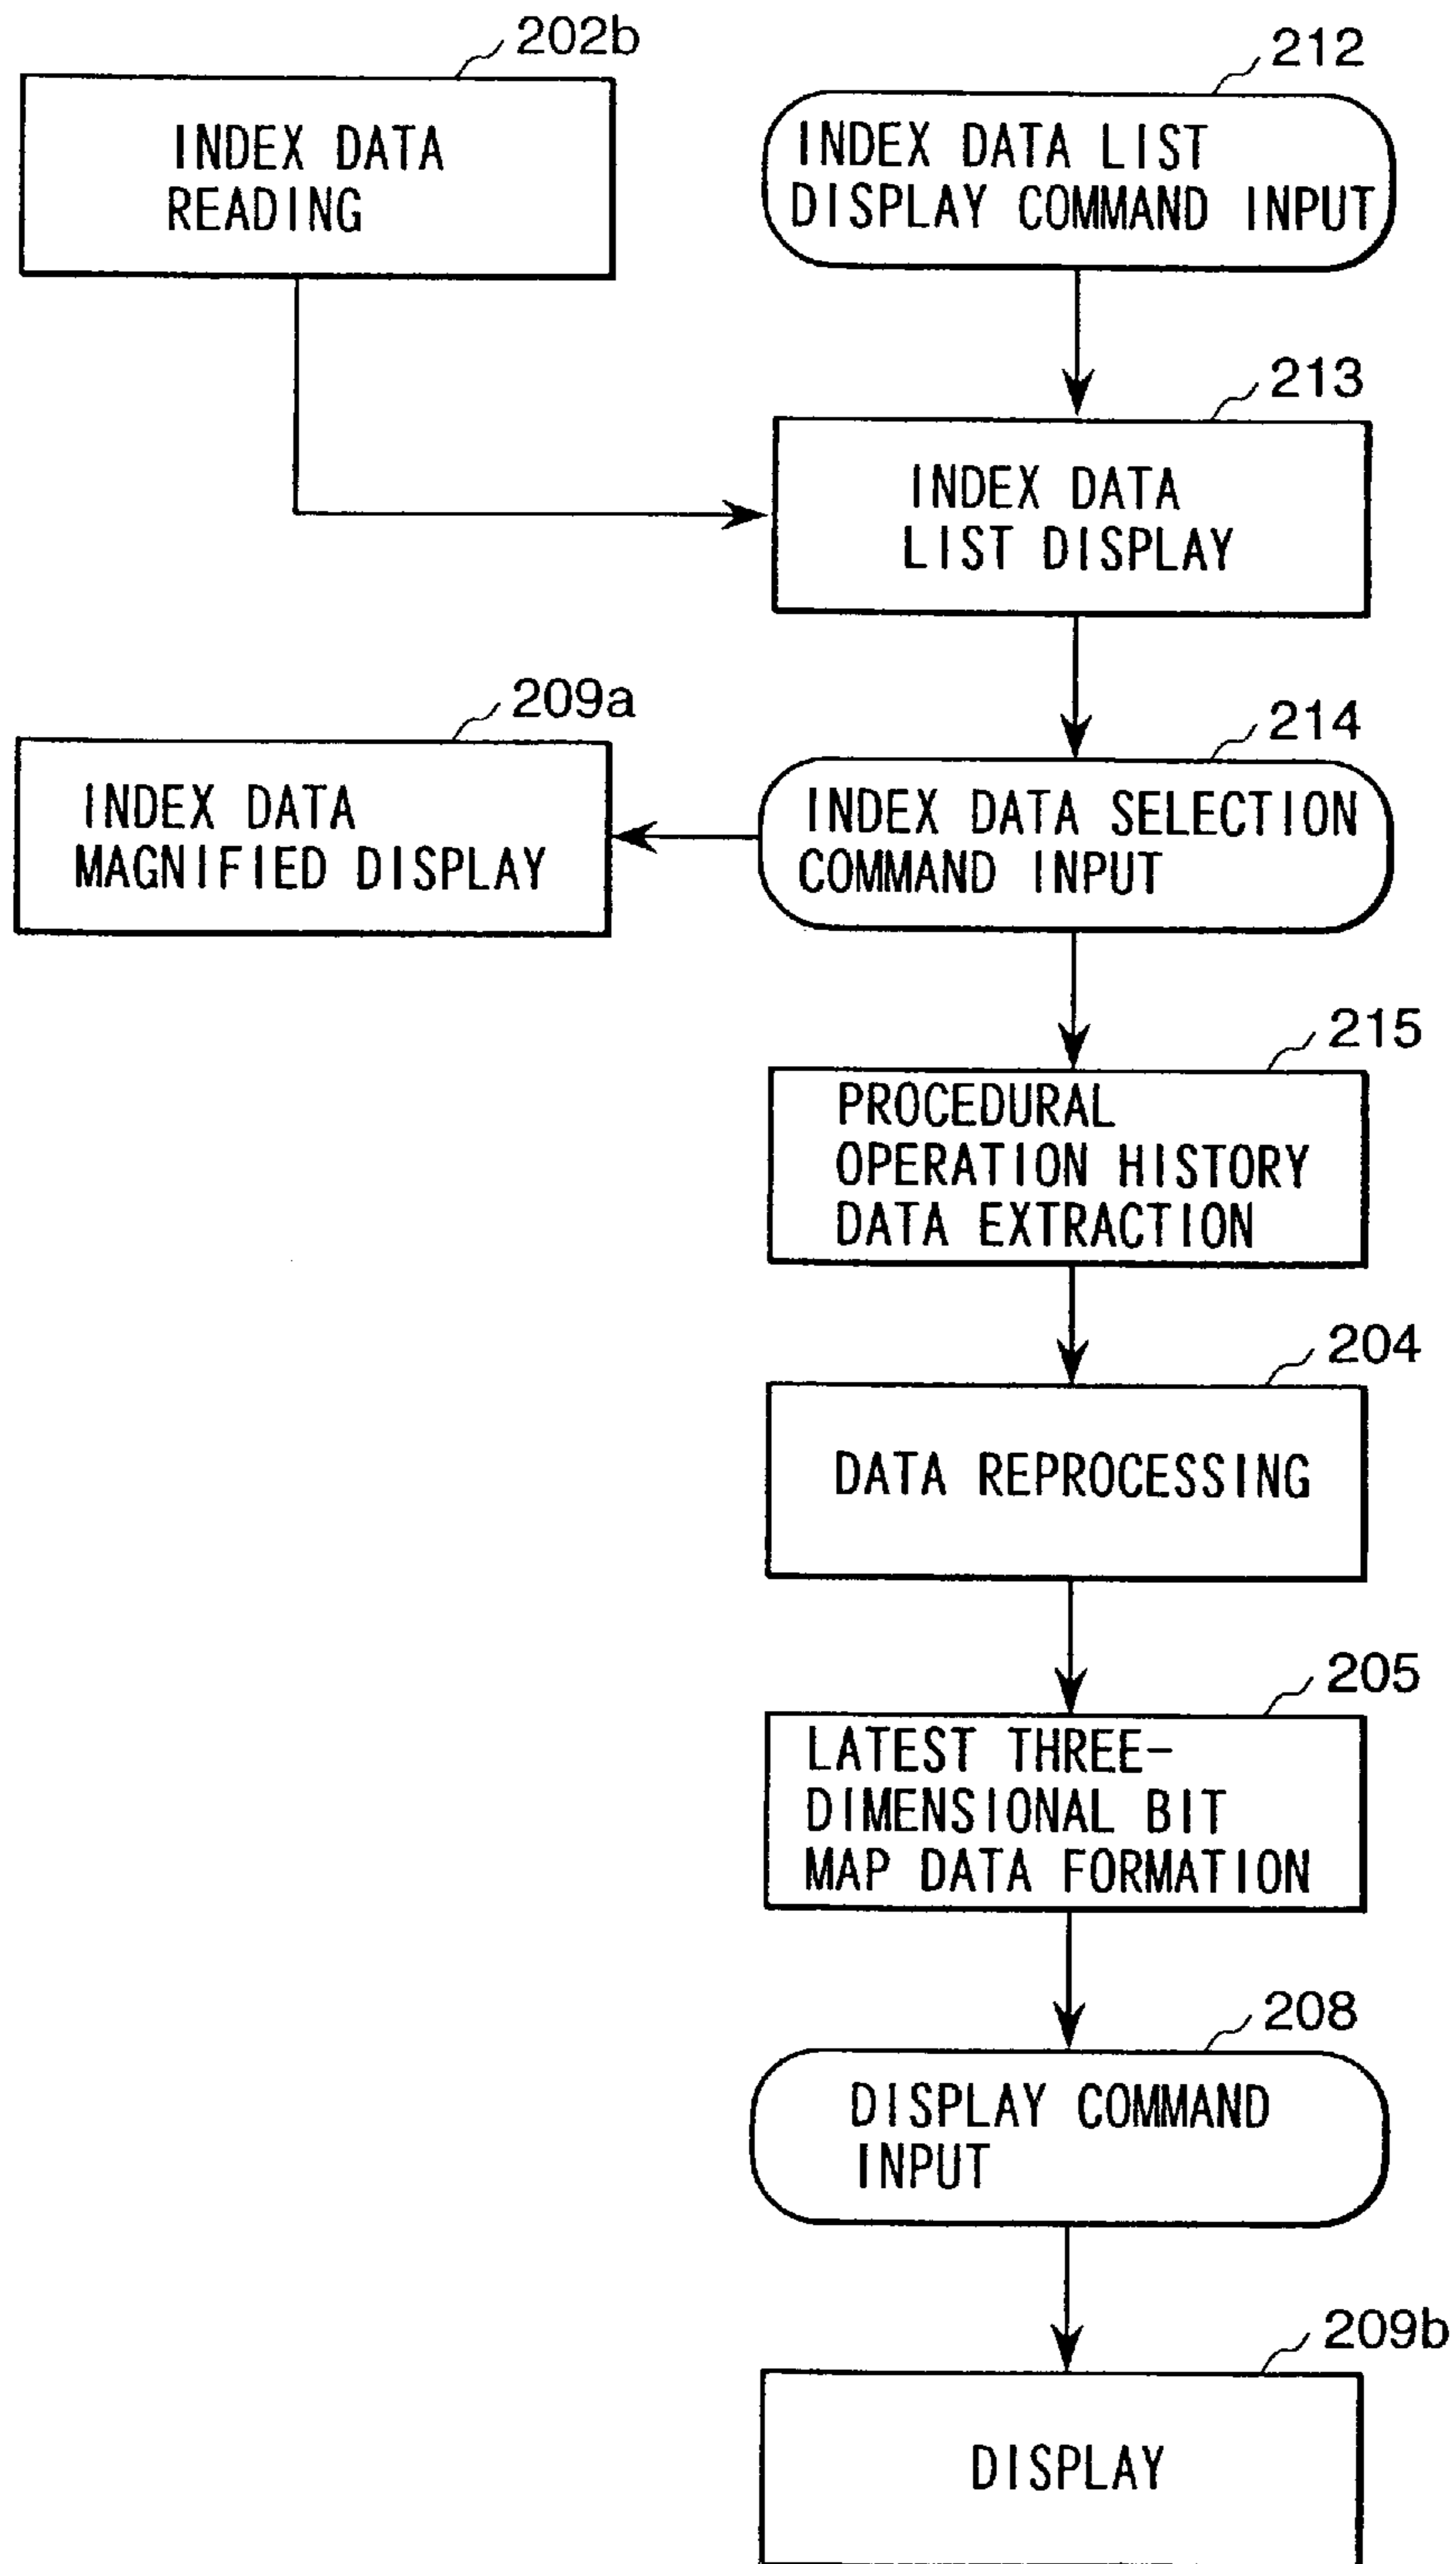 202b
INDEX DATA
READING
212
INDEX DATA LIST
DISPLAY COMMAND INPUT
213
INDEX DATA
LIST DISPLAY
209a
INDEX DATA
MAGNIFIED DISPLAY
214
INDEX DATA SELECTION
COMMAND INPUT
215
PROCEDURAL
OPERATION HISTORY
DATA EXTRACTION
204
DATA REPROCESSING
205
LATEST THREE-
DIMENSIONAL BIT
MAP DATA FORMATION
208
DISPLAY COMMAND
INPUT
209b
DISPLAY